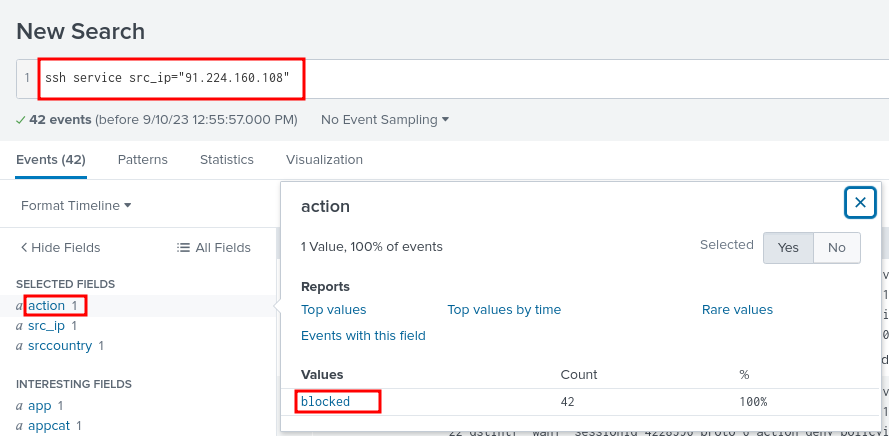 New Search
1 ssh service src_ip="91.224.160.108"
42 events (before 9/10/23 12:55:57.000 PM) No Event Sampling
Events (42) Patterns Statistics Visualization
Format Timeline
Hide Fields All Fields
SELECTED FIELDS
a action 1
a src_ip 1
a srccountry 1
INTERESTING FIELDS
a app 1
a appcat 1
action
1 Value, 100% of events Selected Yes No
Reports
Top values Top values by time Rare values
Events with this field
Values Count %
blocked 42 100%